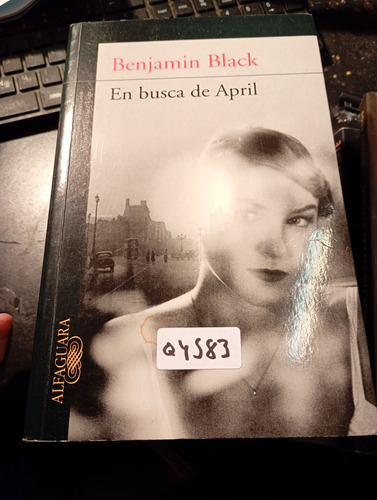 Benjamin Black
En busca de April
Q4583
ALFAGUARA